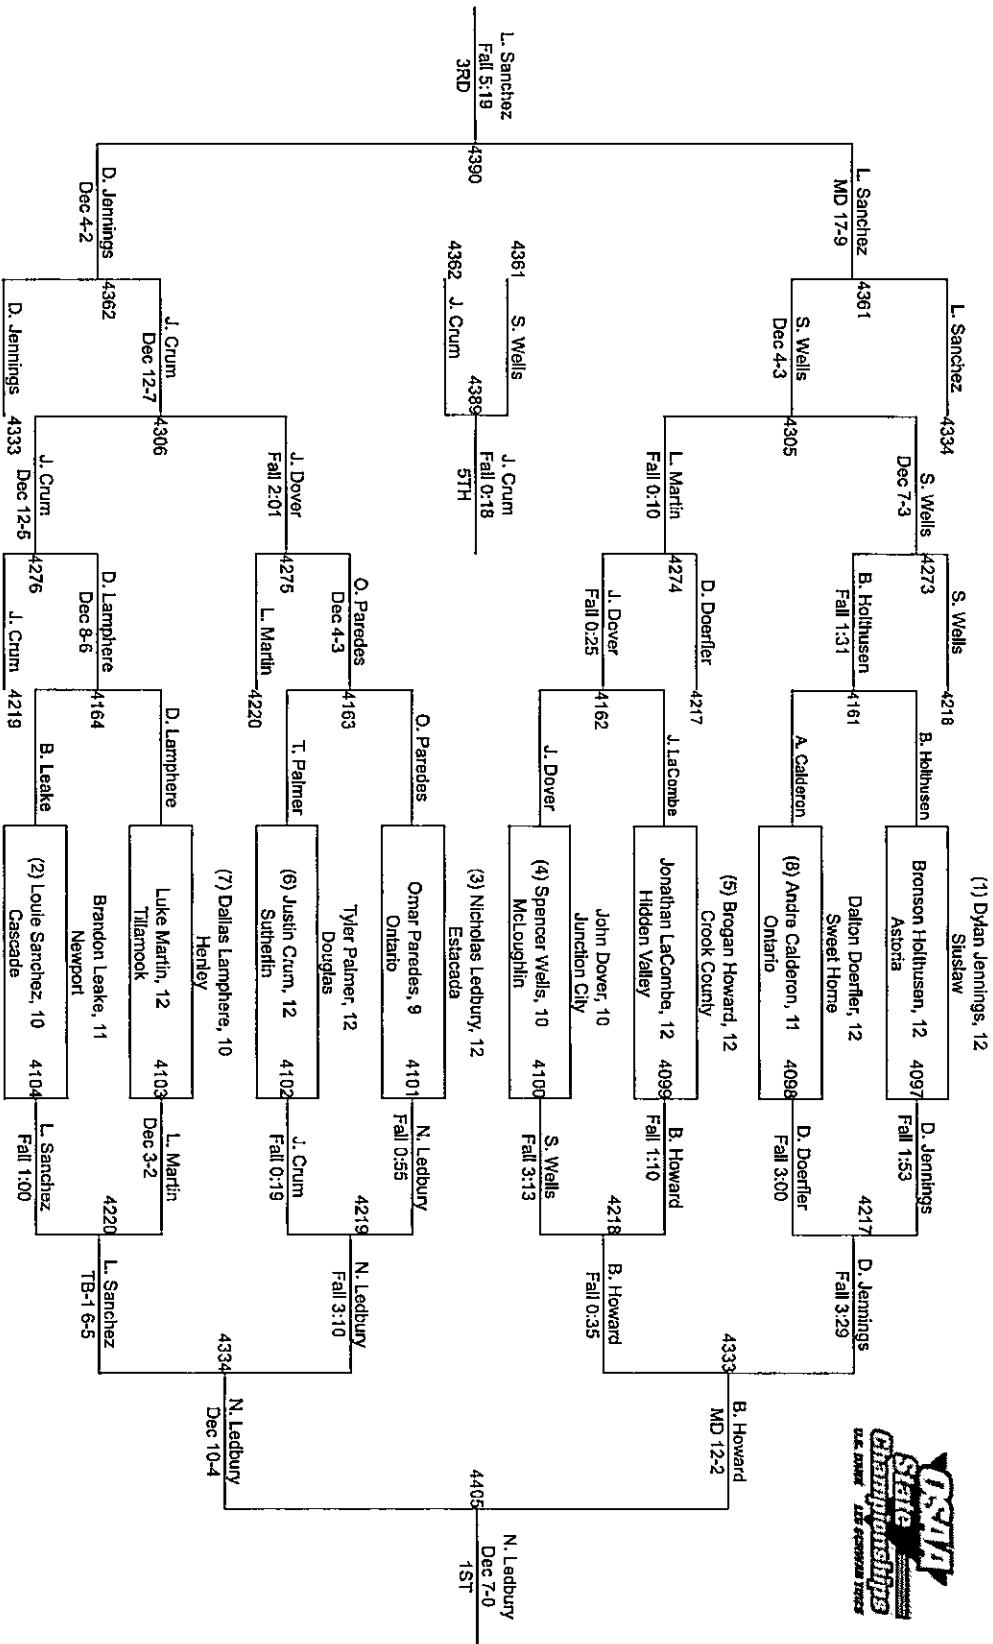 OSAA
State
Championships
U.S. BANK LES SCHWAB TIRES
(1) Dylan Jennings, 12
Siuslaw
4097
Bronson Holthusen, 12
Astoria
Dalton Doerfler, 12
Sweet Home
4098
(8) Andre Calderon, 11
Ontario
(5) Brogan Howard, 12
Crook County
4099
Jonathan LaCombe, 12
Hidden Valley
John Dover, 10
Junction City
4100
(4) Spencer Wells, 10
McLoughlin
(3) Nicholas Ledbury, 12
Estacada
4101
Omar Paredes, 9
Ontario
Tyler Palmer, 12
Douglas
4102
(6) Justin Crum, 12
Sutherlin
(7) Dallas Lamphere, 10
Henley
4103
Luke Martin, 12
Tillamook
Brandon Leake, 11
Newport
4104
(2) Louie Sanchez, 10
Cascade
D. Jennings
Fall 1:53
4217
D. Doerfler
Fall 3:00
B. Howard
Fall 1:10
4218
S. Wells
Fall 3:13
N. Ledbury
Fall 0:55
4219
J. Crum
Fall 0:19
L. Martin
Dec 3-2
4220
L. Sanchez
Fall 1:00
D. Jennings
Fall 3:29
4333
B. Howard
Fall 0:35
N. Ledbury
Fall 3:10
4334
L. Sanchez
TB-1 6-5
B. Howard
MD 12-2
4405
N. Ledbury
Dec 10-4
N. Ledbury
Dec 7-0
1ST
B. Holthusen
4161
A. Calderon
J. LaCombe
4162
J. Dover
O. Paredes
4163
T. Palmer
D. Lamphere
4164
B. Leake
S. Wells
4218
4273
B. Holthusen
Fall 1:31
D. Doerfler
4217
4274
J. Dover
Fall 0:25
O. Paredes
Dec 4-3
4275
L. Martin
4220
D. Lamphere
Dec 8-6
4276
J. Crum
4219
S. Wells
Dec 7-3
4305
L. Martin
Fall 0:10
J. Dover
Fall 2:01
4306
J. Crum
Dec 12-5
L. Sanchez
4334
4361
S. Wells
Dec 4-3
J. Crum
Dec 12-7
4362
D. Jennings
4333
L. Sanchez
MD 17-9
4390
D. Jennings
Dec 4-2
L. Sanchez
Fall 5:19
3RD
4361
S. Wells
4389
4362
J. Crum
J. Crum
Fall 0:18
5TH